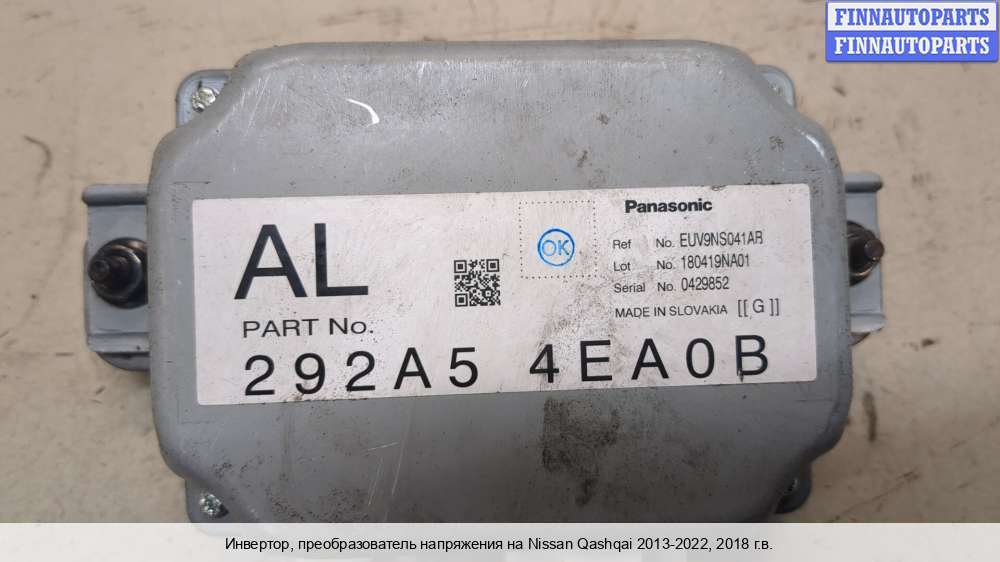 FINNAUTOPARTS
FINNAUTOPARTS
AL
PART No.
292A5 4EA0B
OK
Panasonic
Ref No. EUV9NS041AR
Lot No. 180419NA01
Serial No. 0429852
MADE IN SLOVAKIA [[ G ]]
Инвертор, преобразователь напряжения на Nissan Qashqai 2013-2022, 2018 г.в.